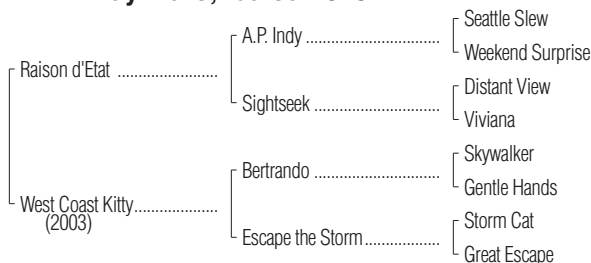 A.P. Indy ..............................
Seattle Slew
Weekend Surprise
Raison d'Etat .......................
Sightseek .............................
Distant View
Viviana
Bertrando .............................
Skywalker
Gentle Hands
West Coast Kitty...................
(2003)
Escape the Storm.................
Storm Cat
Great Escape